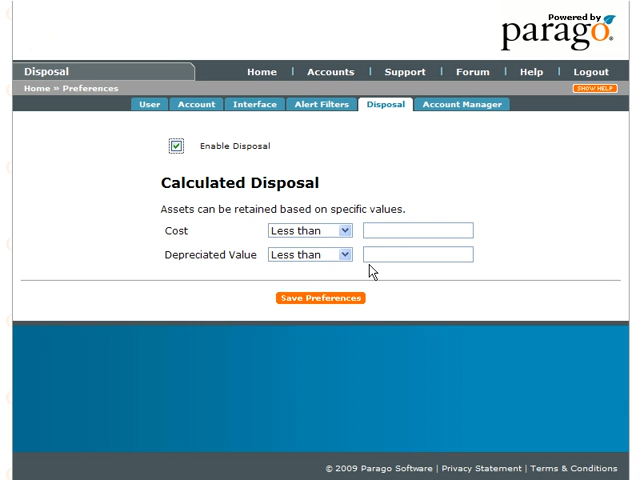 Powered by
parago
Disposal
Home | Accounts | Support | Forum | Help | Logout
Home » Preferences
SHOW HELP
User Account Interface Alert Filters Disposal Account Manager
Enable Disposal
Calculated Disposal
Assets can be retained based on specific values.
Cost Less than
Depreciated Value Less than
Save Preferences
© 2009 Parago Software | Privacy Statement | Terms & Conditions